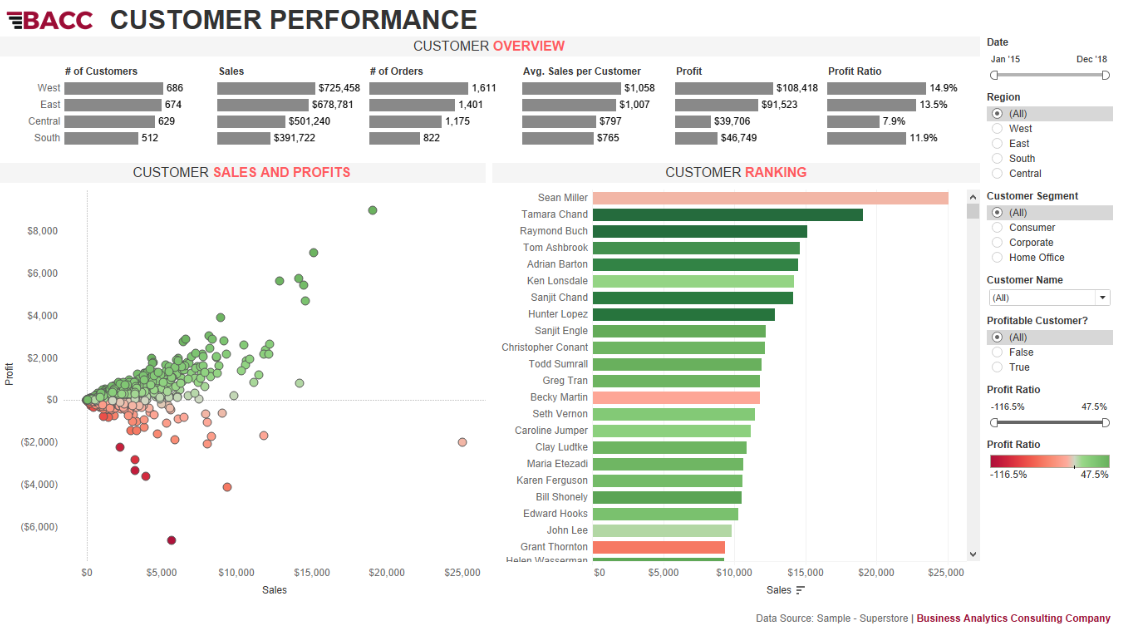 BACC CUSTOMER PERFORMANCE
CUSTOMER OVERVIEW
# of Customers Sales # of Orders Avg. Sales per Customer Profit Profit Ratio
West 686 $725,458 1,611 $1,058 $108,418 14.9%
East 674 $678,781 1,401 $1,007 $91,523 13.5%
Central 629 $501,240 1,175 $797 $39,706 7.9%
South 512 $391,722 822 $765 $46,749 11.9%
CUSTOMER SALES AND PROFITS
Profit
$8,000
$6,000
$4,000
$2,000
$0
($2,000)
($4,000)
($6,000)
$0 $5,000 $10,000 $15,000 $20,000 $25,000
Sales
CUSTOMER RANKING
Sean Miller
Tamara Chand
Raymond Buch
Tom Ashbrook
Adrian Barton
Ken Lonsdale
Sanjit Chand
Hunter Lopez
Sanjit Engle
Christopher Conant
Todd Sumrall
Greg Tran
Becky Martin
Seth Vernon
Caroline Jumper
Clay Ludtke
Maria Etezadi
Karen Ferguson
Bill Shonely
Edward Hooks
John Lee
Grant Thornton
Helen Wasserman
$0 $5,000 $10,000 $15,000 $20,000 $25,000
Sales
Date
Jan '15 Dec '18
Region
(All)
West
East
South
Central
Customer Segment
(All)
Consumer
Corporate
Home Office
Customer Name
(All)
Profitable Customer?
(All)
False
True
Profit Ratio
-116.5% 47.5%
Profit Ratio
-116.5% 47.5%
Data Source: Sample - Superstore | Business Analytics Consulting Company